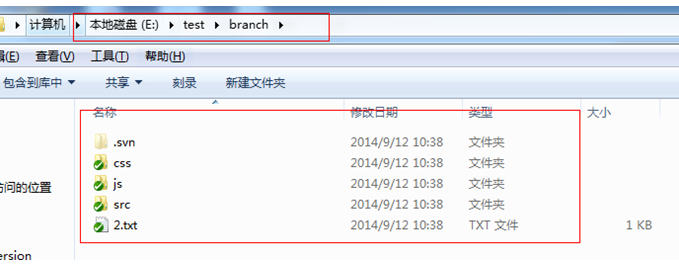 计算机 ▸ 本地磁盘 (E:) ▸ test ▸ branch ▸
(E) 查看(V) 工具(T) 帮助(H)
包含到库中 共享 刻录 新建文件夹
名称 修改日期 类型 大小
.svn 2014/9/12 10:38 文件夹
css 2014/9/12 10:38 文件夹
js 2014/9/12 10:38 文件夹
访问的位置
src 2014/9/12 10:38 文件夹
2.txt 2014/9/12 10:38 TXT 文件 1 KB
ersion